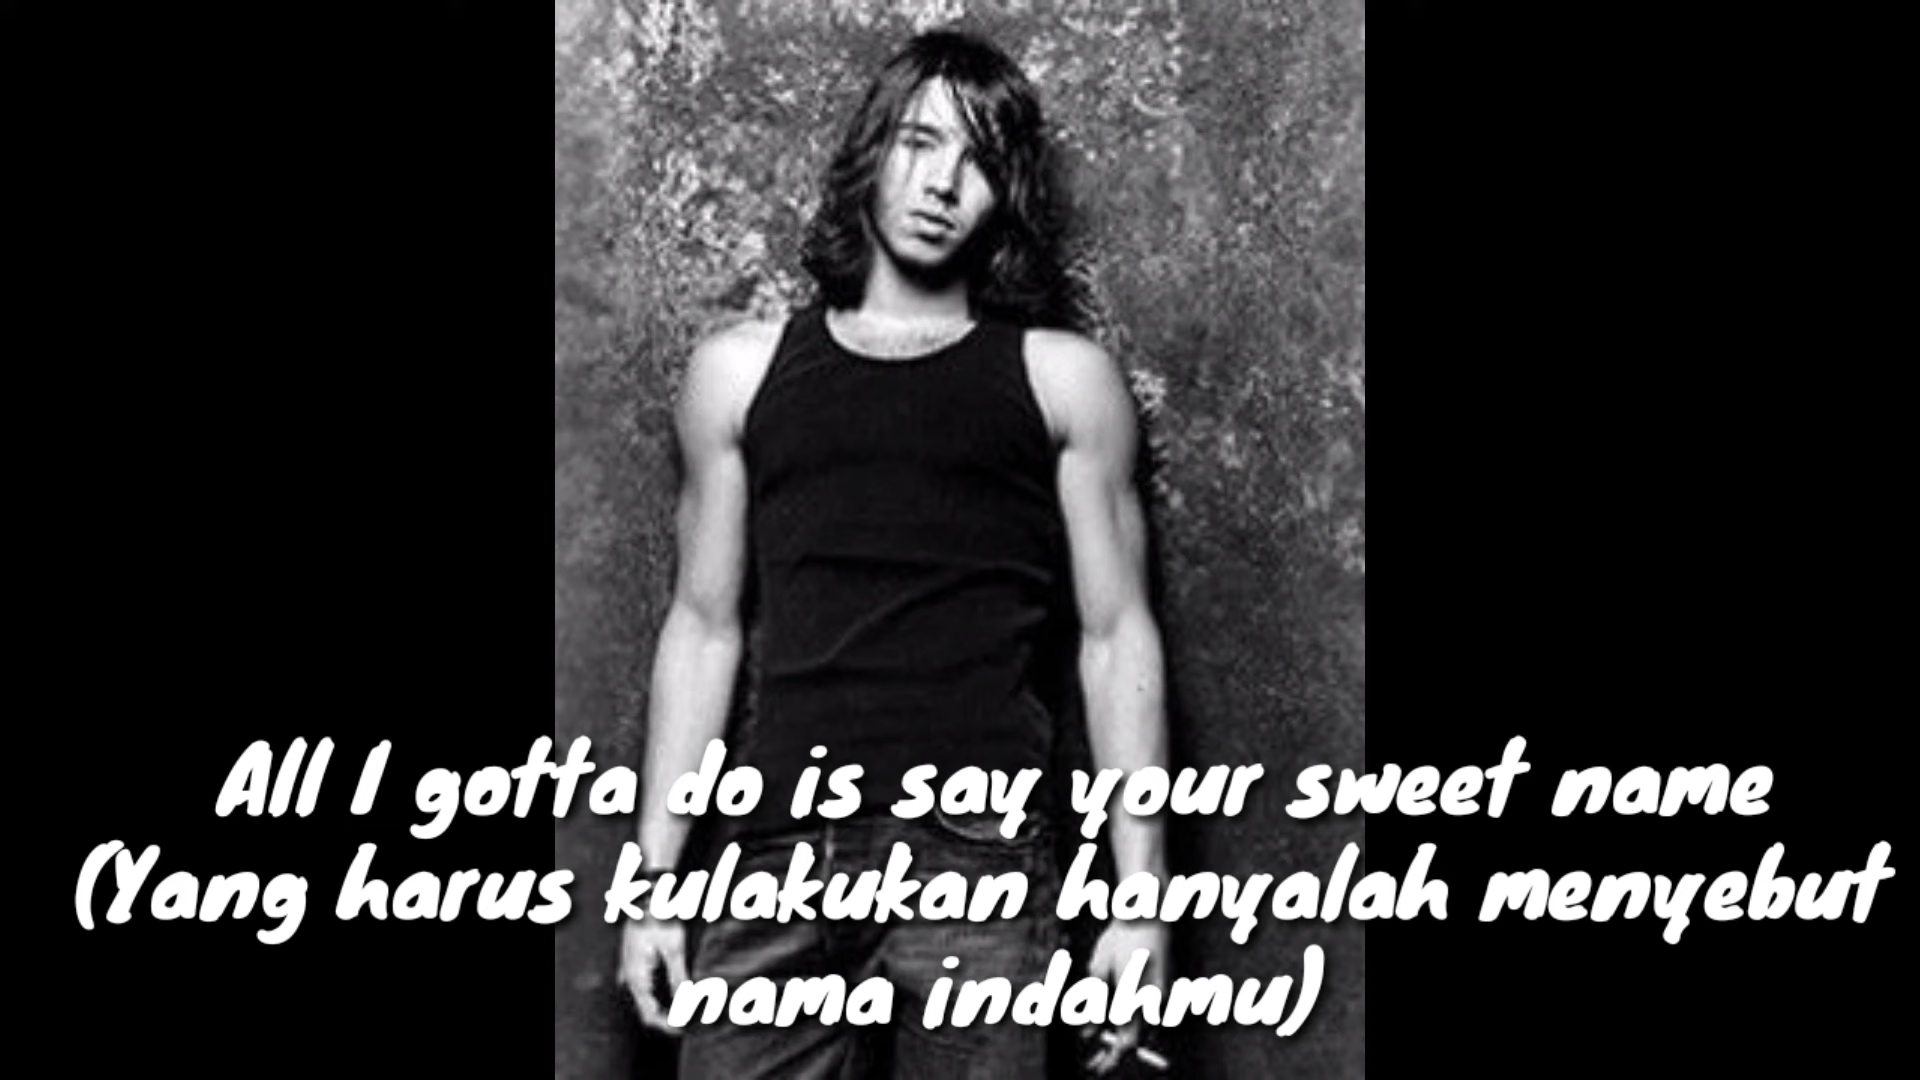 All I gotta do is say your sweet name
(Yang harus kulakukan hanyalah menyebut
nama indahmu)